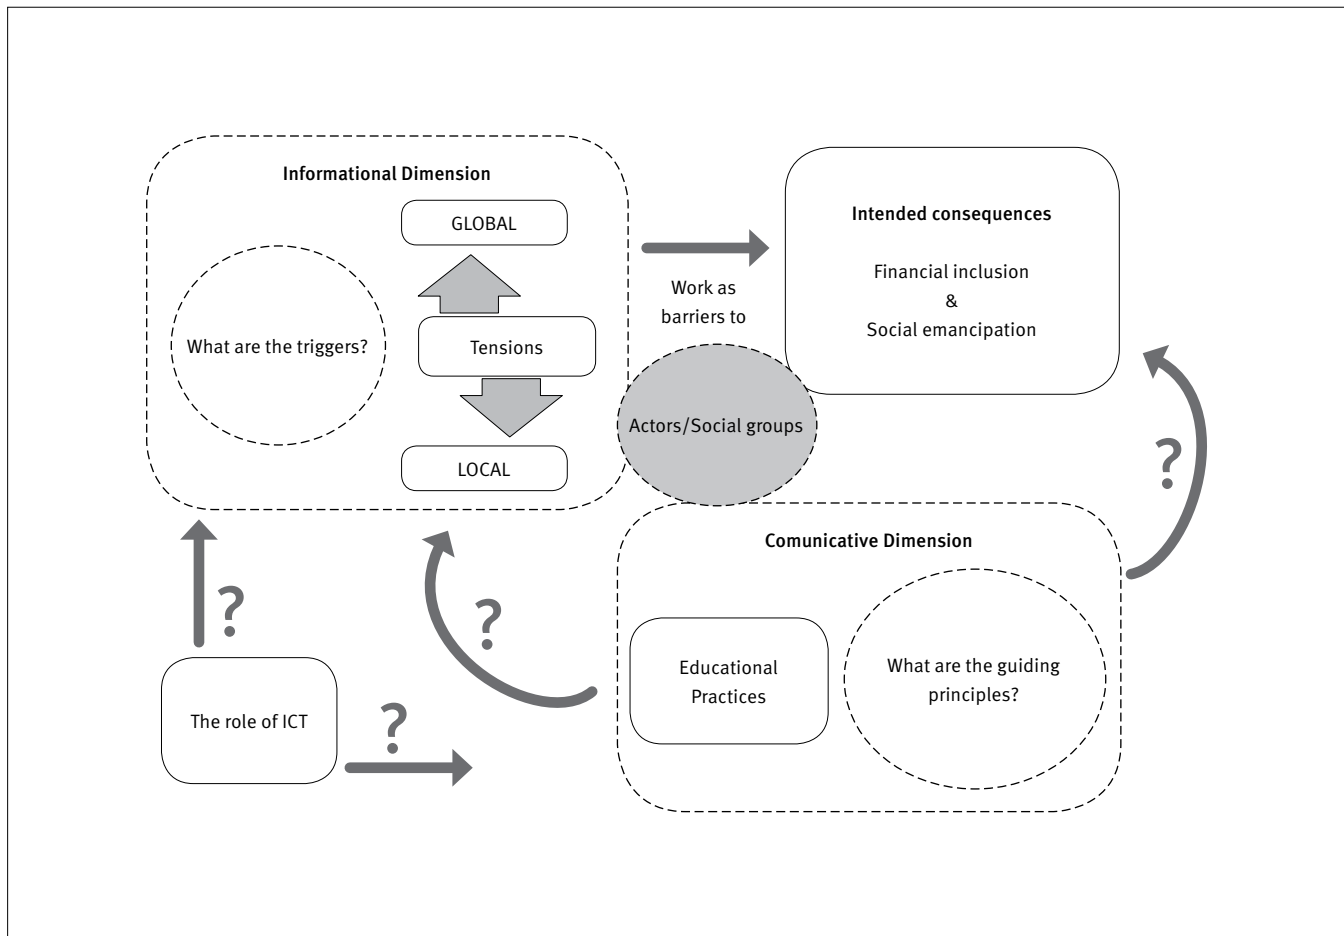 Informational Dimension
GLOBAL
What are the triggers?
Tensions
LOCAL
Work as
barriers to
Intended consequences
Financial inclusion
&
Social emancipation
Actors/Social groups
?
Comunicative Dimension
Educational
Practices
What are the guiding
principles?
?
?
The role of ICT
?